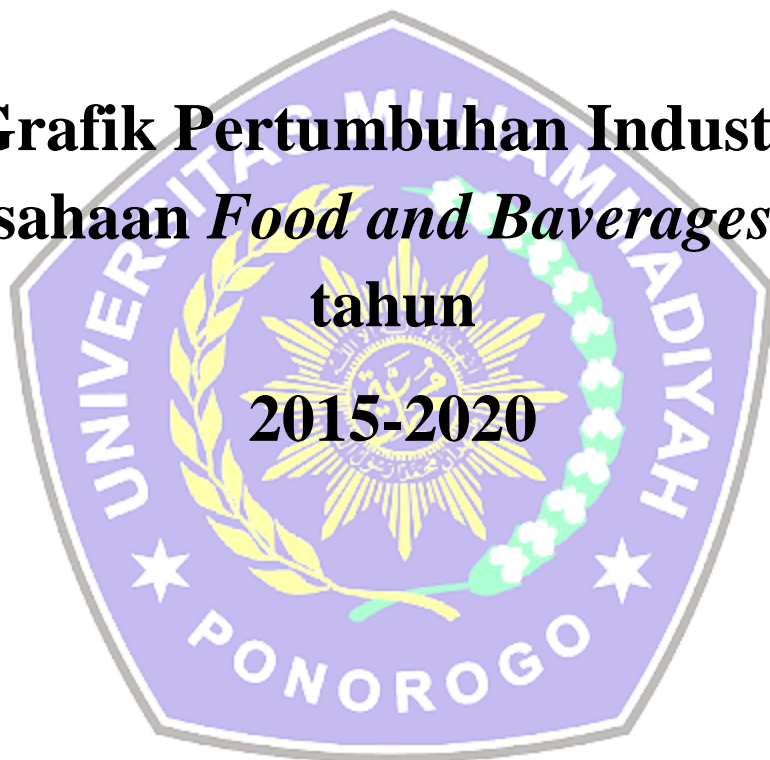 Grafik Pertumbuhan Indust
sahaan Food and Baverages
tahun
2015-2020
UNIVERSITAS MUHAMMADIYAH
PONOROGO